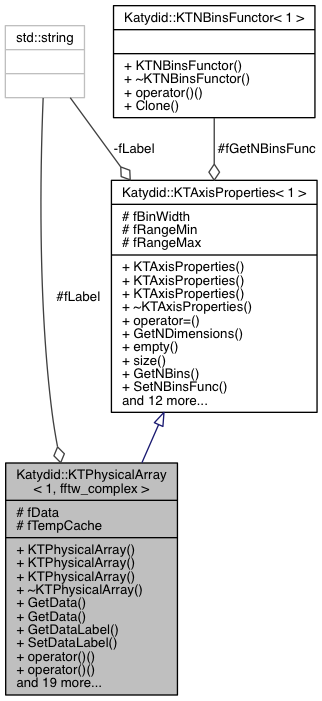 std::string
Katydid::KTNBinsFunctor< 1 >
+ KTNBinsFunctor()
+ ~KTNBinsFunctor()
+ operator()()
+ Clone()
-fLabel
#fGetNBinsFunc
Katydid::KTAxisProperties< 1 >
# fBinWidth
# fRangeMin
# fRangeMax
+ KTAxisProperties()
+ KTAxisProperties()
+ KTAxisProperties()
+ ~KTAxisProperties()
+ operator=()
+ GetNDimensions()
+ empty()
+ size()
+ GetNBins()
+ SetNBinsFunc()
and 12 more...
#fLabel
Katydid::KTPhysicalArray
< 1, fftw_complex >
# fData
# fTempCache
+ KTPhysicalArray()
+ KTPhysicalArray()
+ KTPhysicalArray()
+ ~KTPhysicalArray()
+ GetData()
+ GetData()
+ GetDataLabel()
+ SetDataLabel()
+ operator()()
+ operator()()
and 19 more...